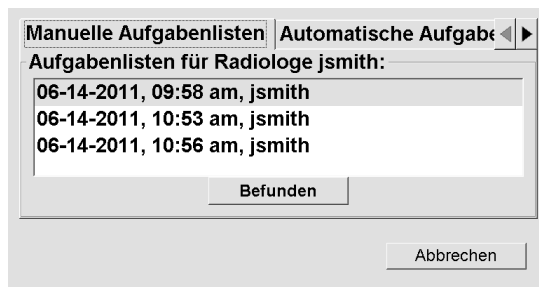 Manuelle Aufgabenlisten Automatische Aufgabe
Aufgabenlisten für Radiologe jsmith:
06-14-2011, 09:58 am, jsmith
06-14-2011, 10:53 am, jsmith
06-14-2011, 10:56 am, jsmith
Befunden
Abbrechen